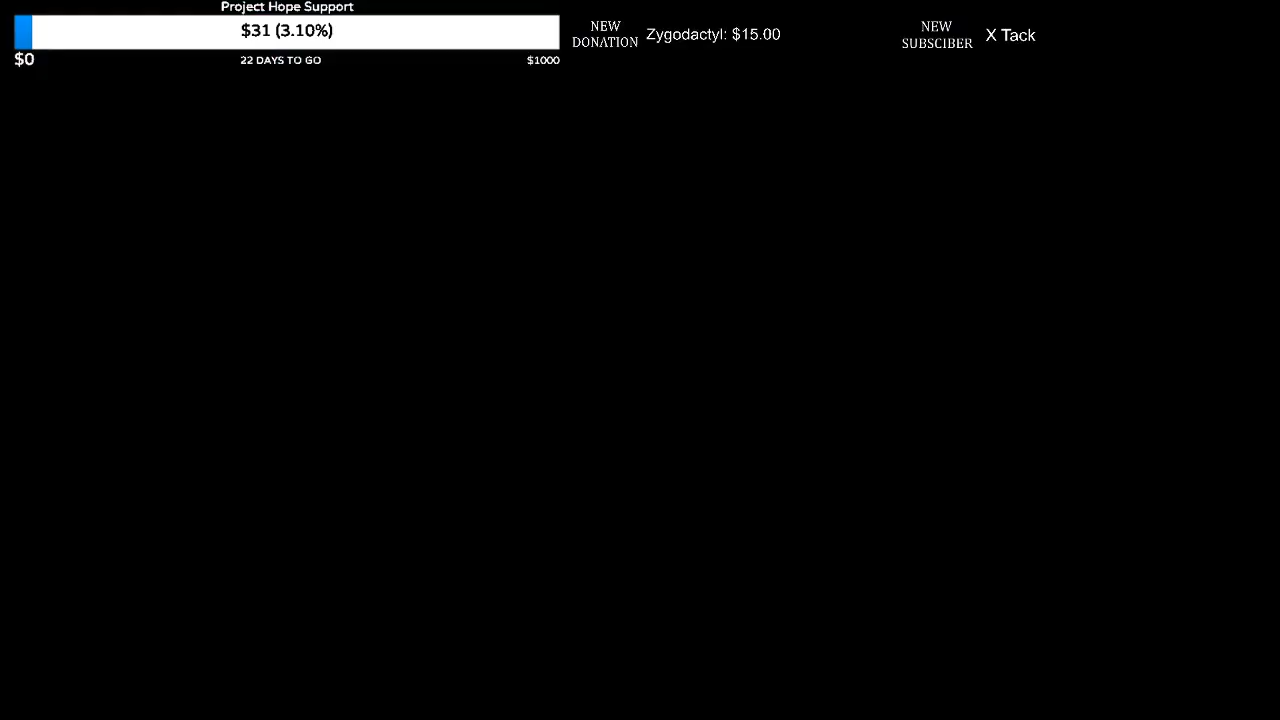 Project Hope Support
$31 (3.10%)
$0
22 DAYS TO GO
$1000
NEW
DONATION
Zygodactyl: $15.00
NEW
SUBSCIBER
X Tack